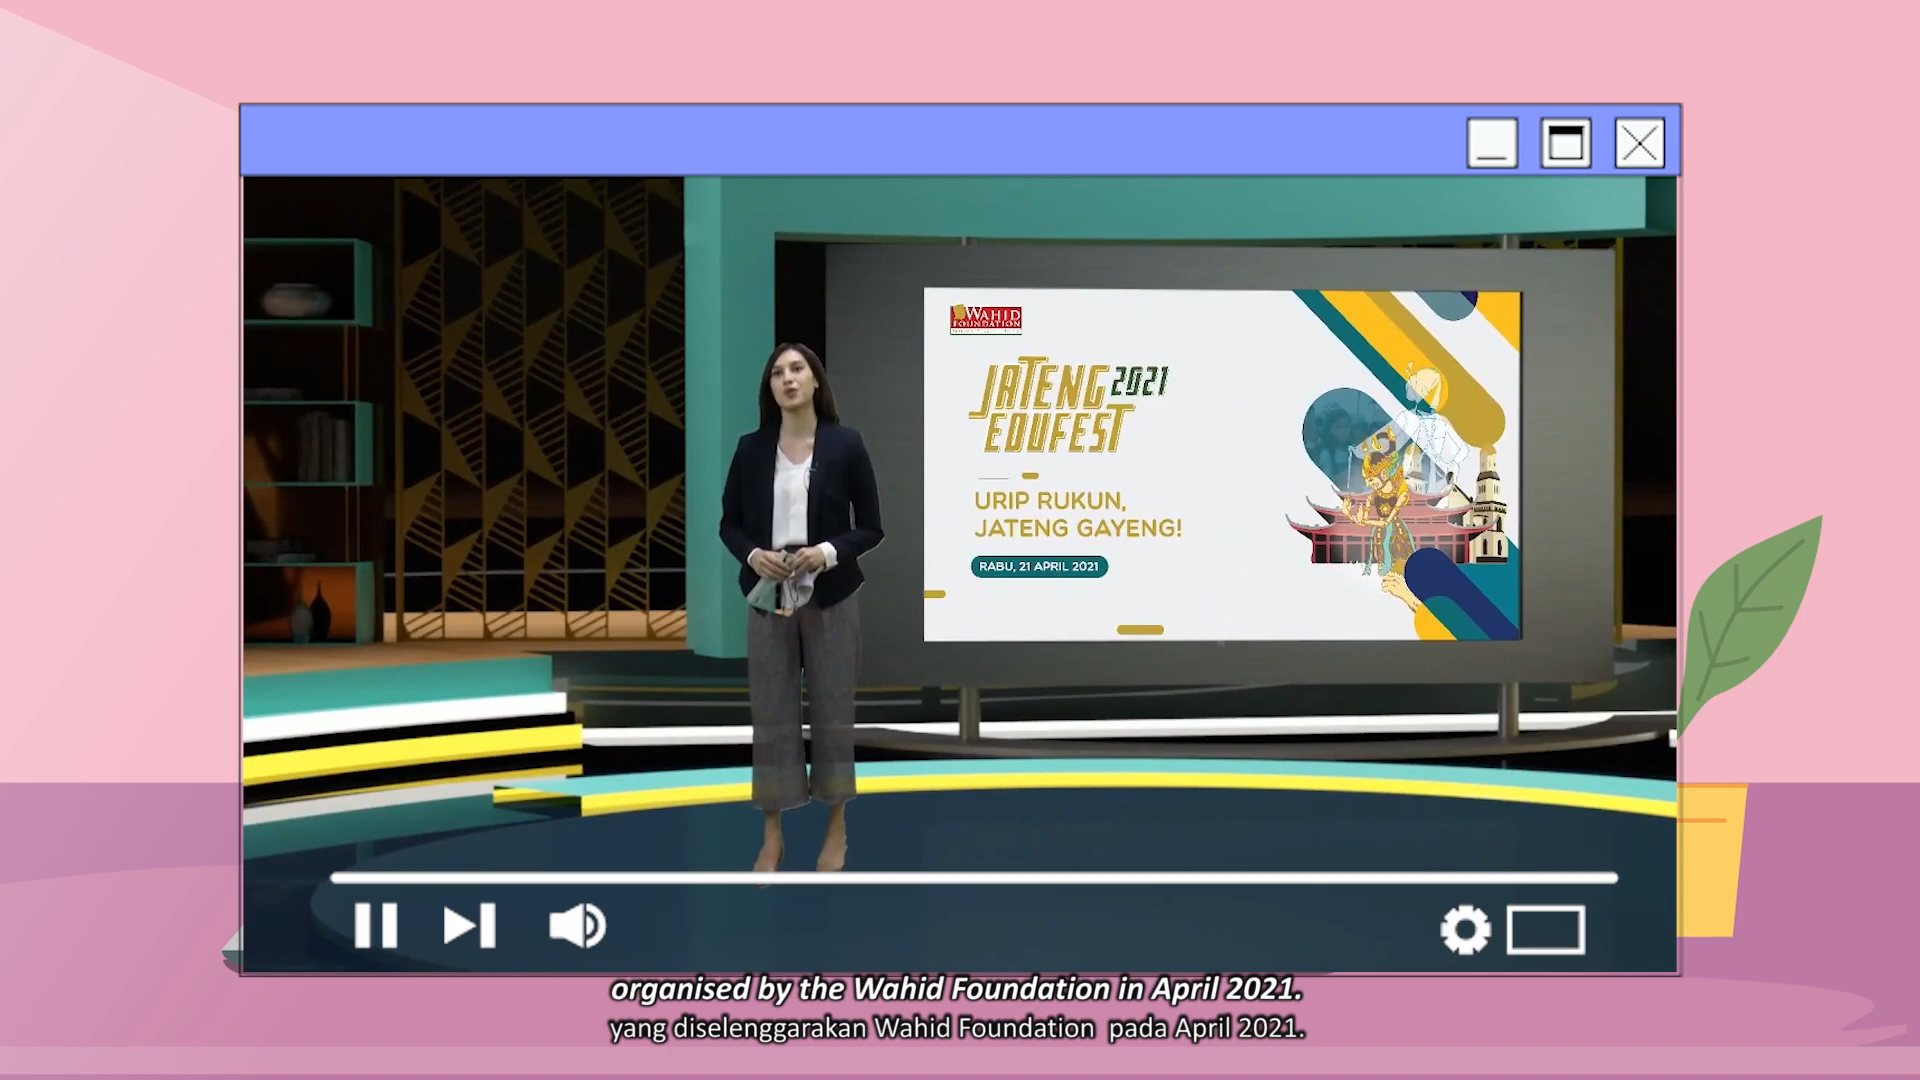 WAHID
FOUNDATION
JATENG 2021
EDUFEST
URIP RUKUN,
JATENG GAYENG!
RABU, 21 APRIL 2021
organised by the Wahid Foundation in April 2021.
yang diselenggarakan Wahid Foundation pada April 2021.